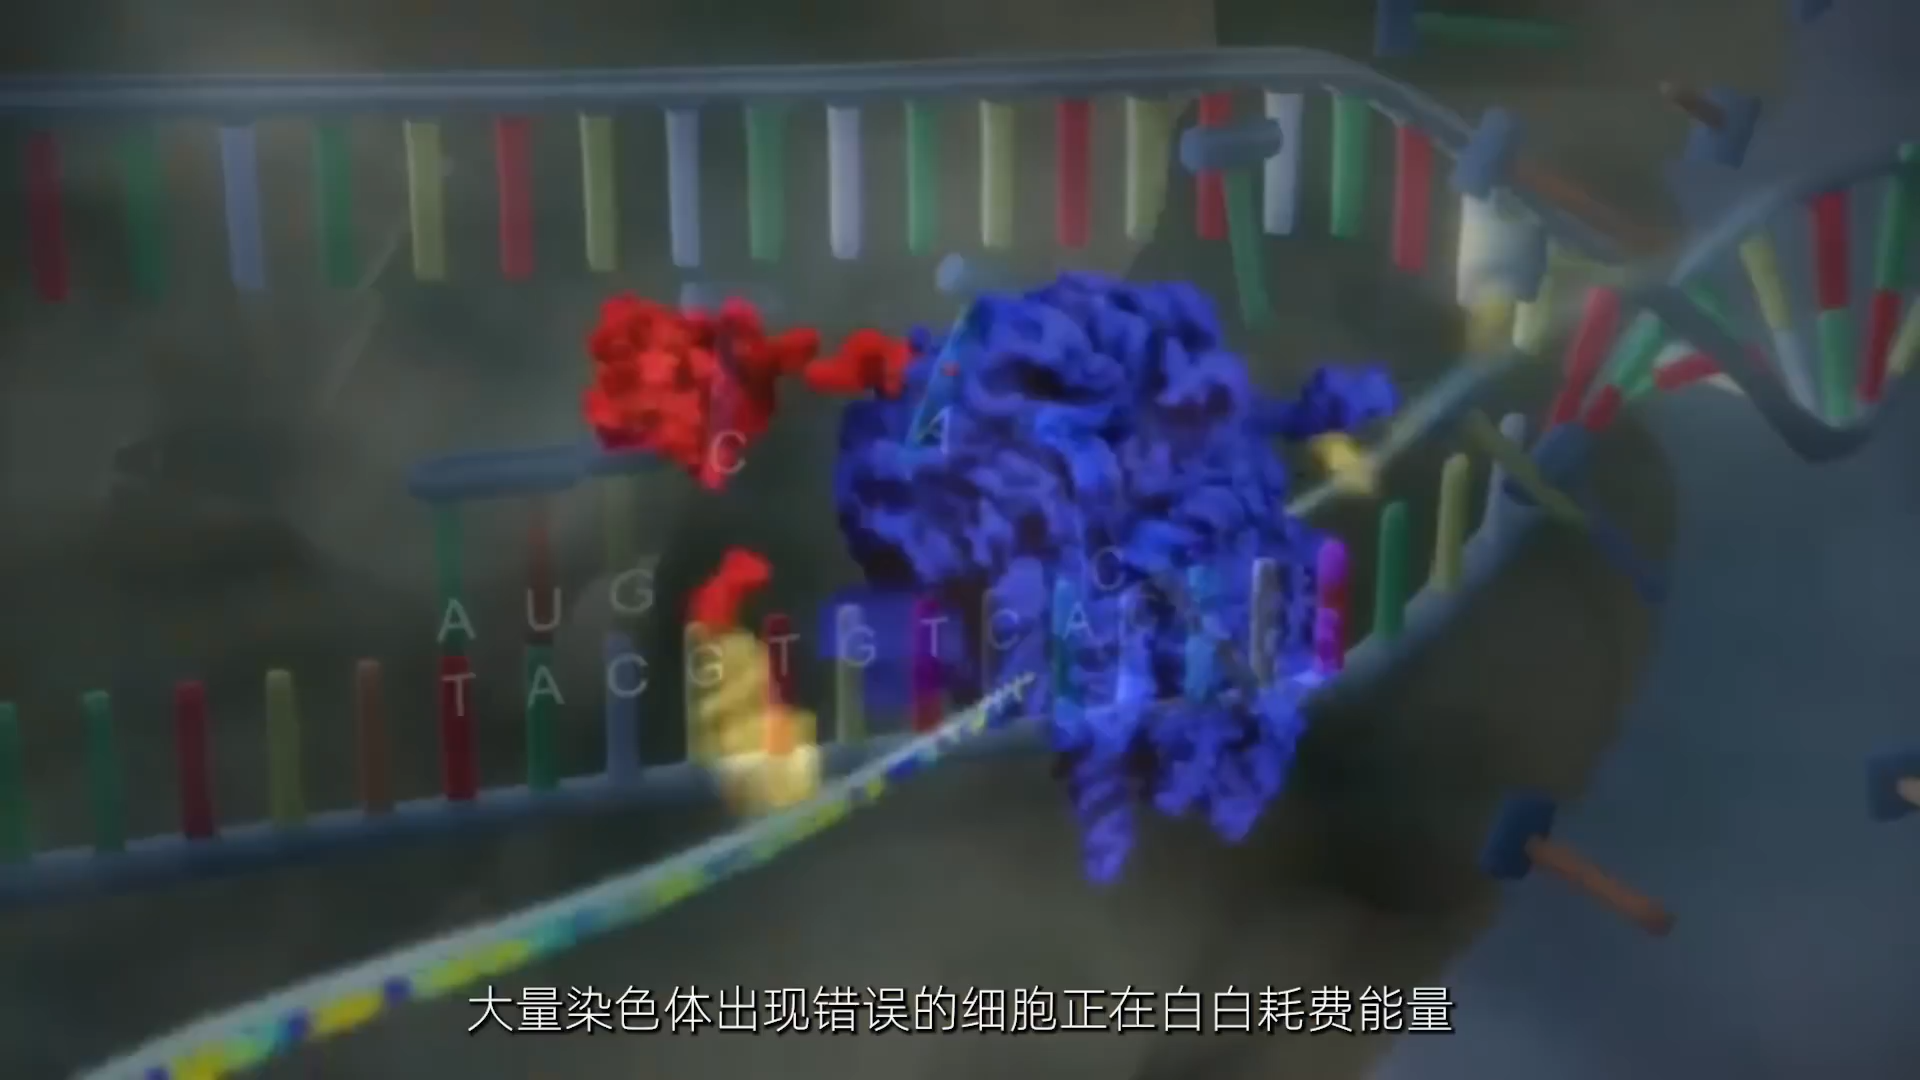 C
A
A U G C
T A C G T G T C A C
大量染色体出现错误的细胞正在白白耗费能量